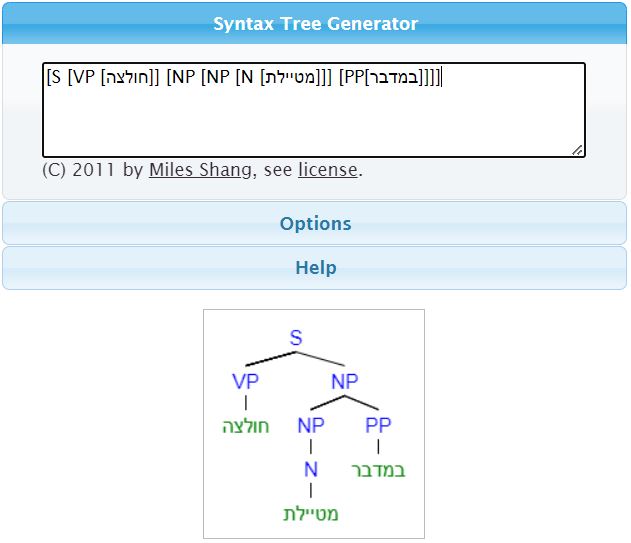 Syntax Tree Generator
[S [VP [חולצה]] [NP [NP [N [מטיילת]]] [PP[במדבר]]]]
(C) 2011 by Miles Shang, see license.
Options
Help
S
VP NP
חולצה NP PP
N במדבר
מטיילת